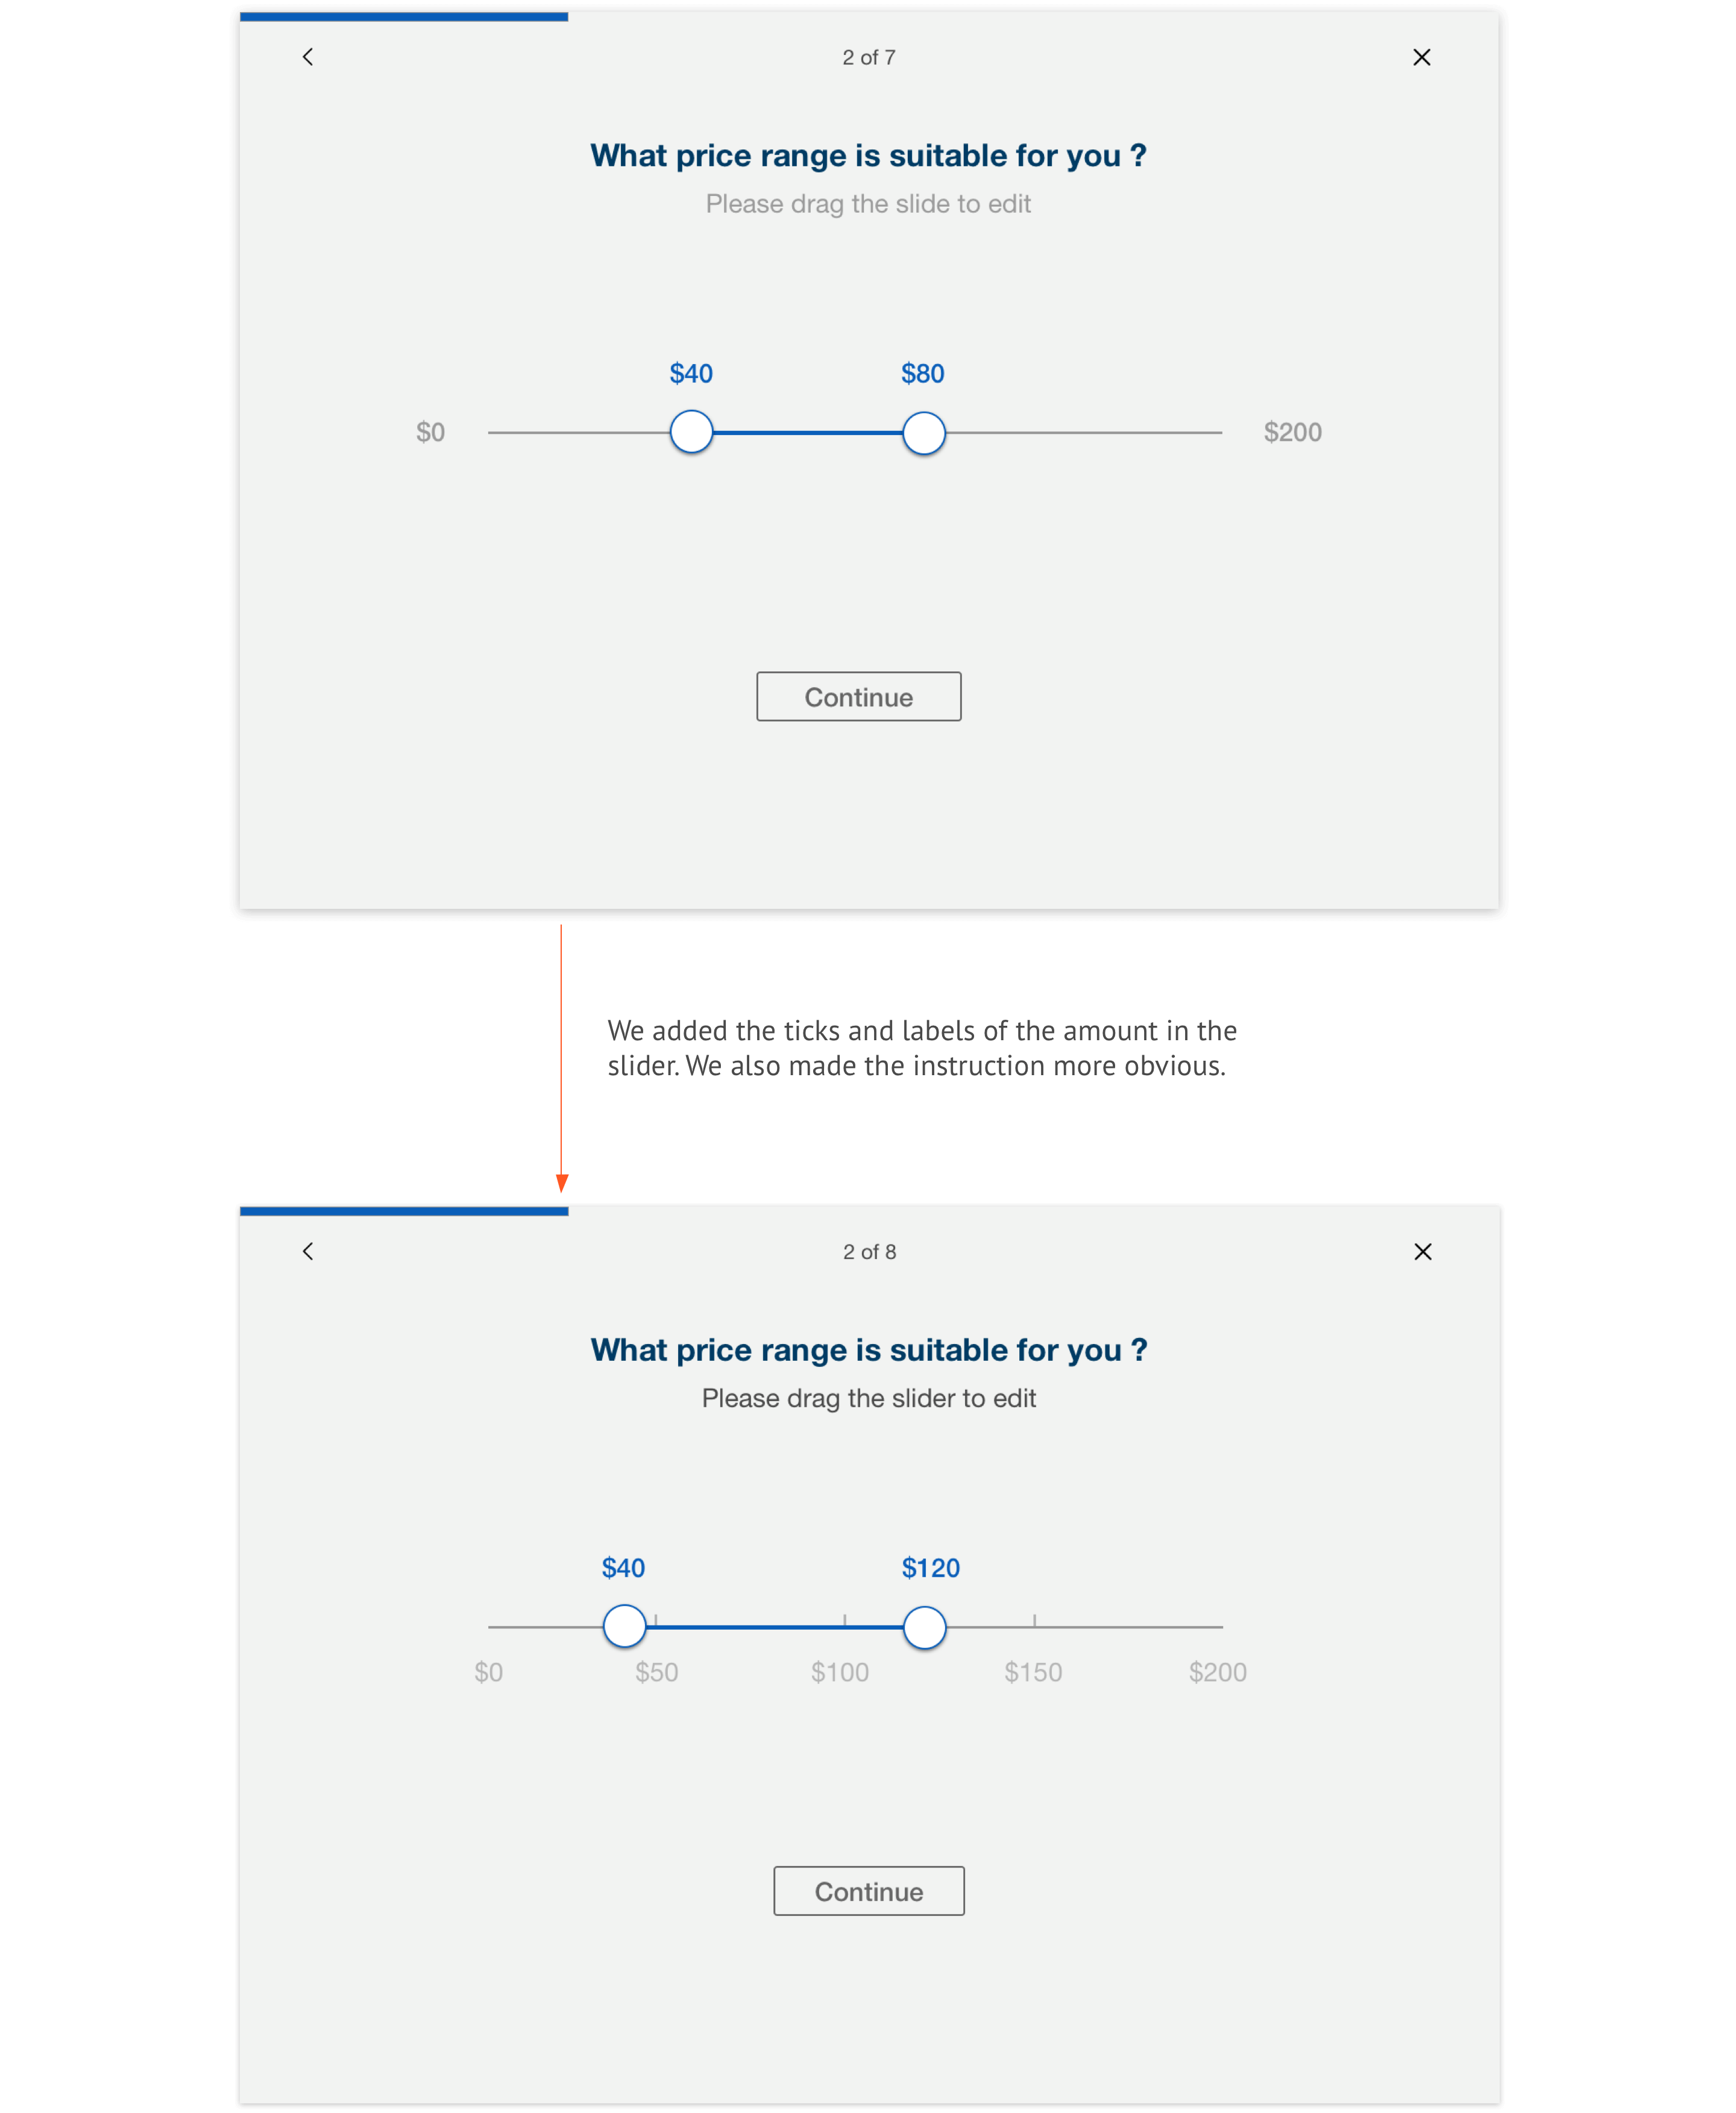 2 of 7
What price range is suitable for you ?
Please drag the slide to edit
$40 $80
$0 $200
Continue
We added the ticks and labels of the amount in the
slider. We also made the instruction more obvious.
2 of 8
What price range is suitable for you ?
Please drag the slider to edit
$40 $120
$0 $50 $100 $150 $200
Continue